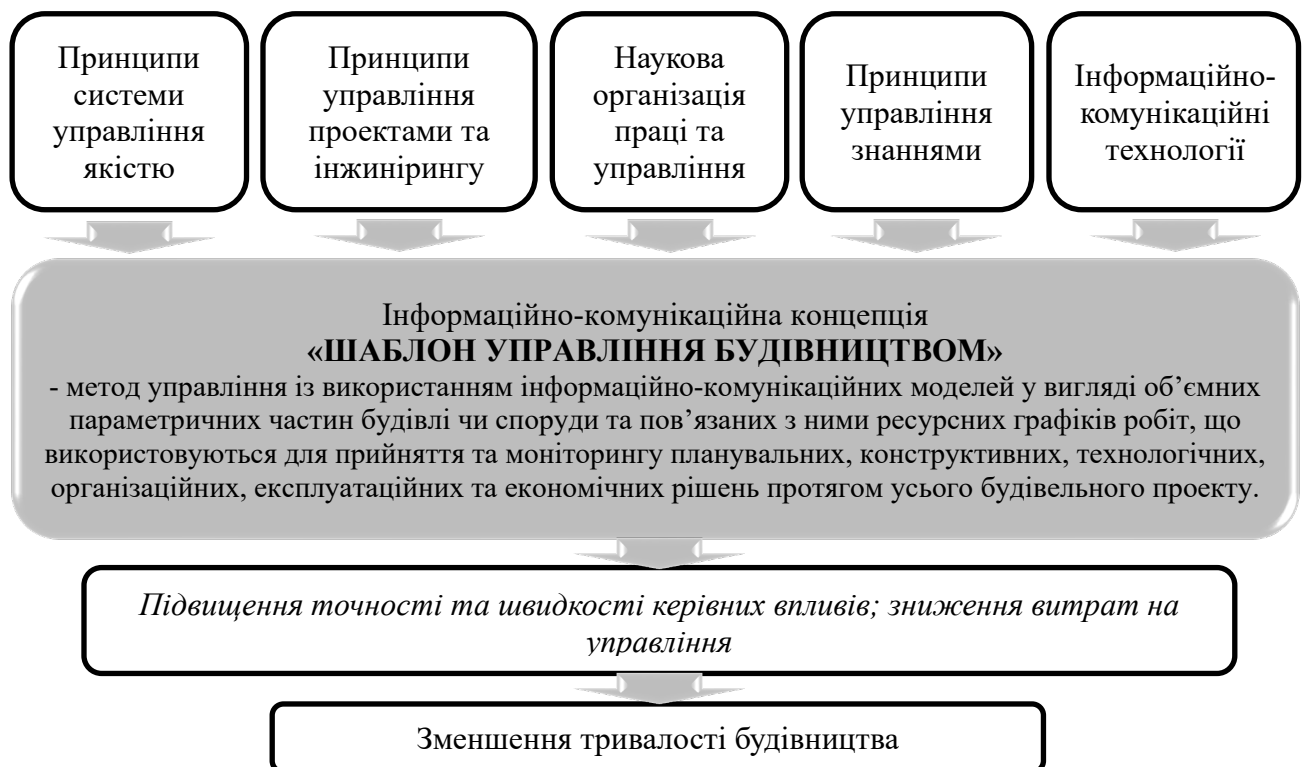 Принципи
системи
управління
якістю
Принципи
управління
проектами та
інжинірингу
Наукова
організація
праці та
управління
Принципи
управління
знаннями
Інформаційно-
комунікаційні
технології
Інформаційно-комунікаційна концепція
«ШАБЛОН УПРАВЛІННЯ БУДІВНИЦТВОМ»
- метод управління із використанням інформаційно-комунікаційних моделей у вигляді об’ємних
параметричних частин будівлі чи споруди та пов’язаних з ними ресурсних графіків робіт, що
використовуються для прийняття та моніторингу планувальних, конструктивних, технологічних,
організаційних, експлуатаційних та економічних рішень протягом усього будівельного проекту.
Підвищення точності та швидкості керівних впливів; зниження витрат на
управління
Зменшення тривалості будівництва